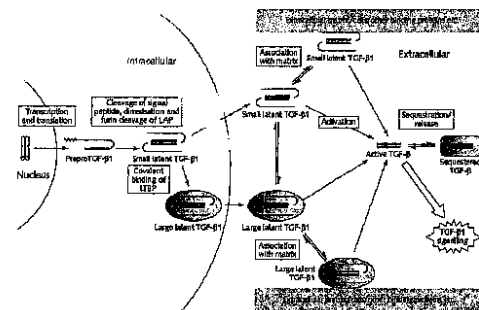 Intracellular
Extracellular
Association
with matrix
Small latent TGF-β1
Transcription
and translation
Cleavage of signal
peptide, dimerisation and
furin cleavage of LAP
Small latent TGF-β1
Activation
Sequestration/
release
PreproTGF-β1
Small latent TGF-β1
Active TGF-β
Sequestered
TGF-β
Nucleus
Covalent
binding of
LTBP
Large latent TGF-β1
Large latent TGF-β1
TGF-β1
signalling
Association
with matrix
Large latent
TGF-β1